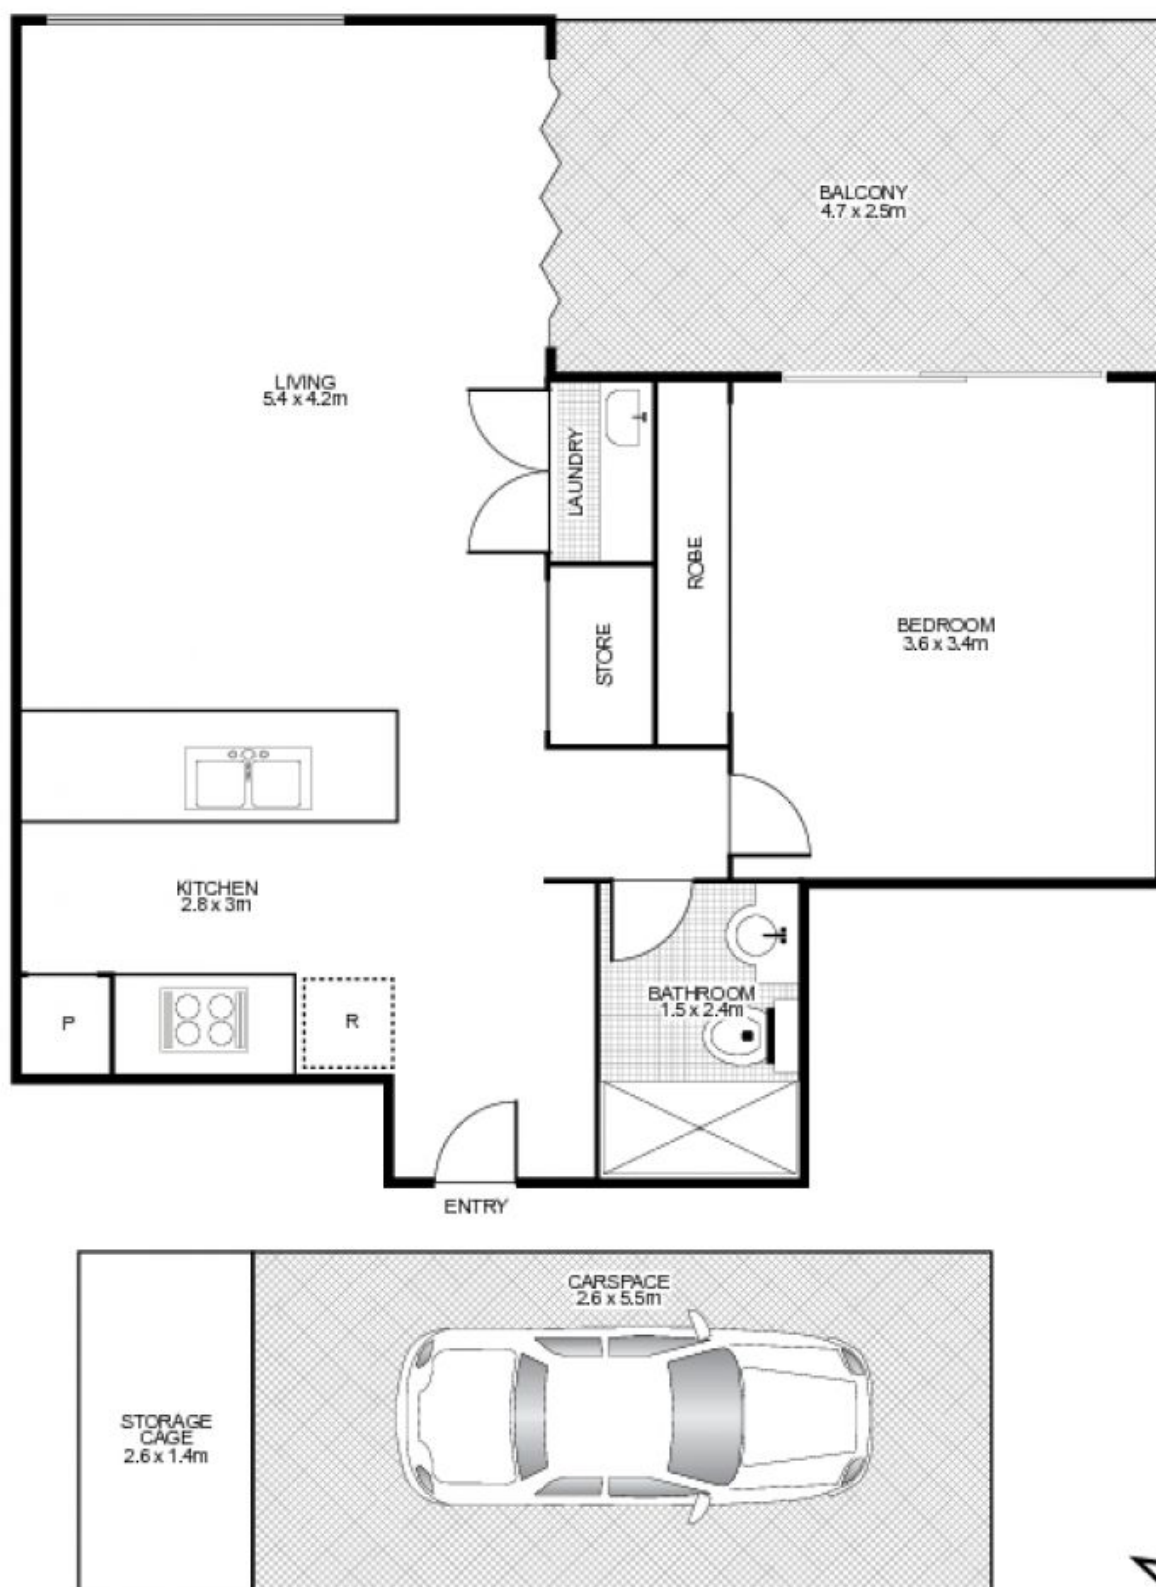 BALCONY
4.7 x 2.5m
LIVING
5.4 x 4.2m
LAUNDRY
ROBE
STORE
BEDROOM
3.6 x 3.4m
KITCHEN
2.8 x 3m
P
R
BATHROOM
1.5 x 2.4m
ENTRY
CARSPACE
2.6 x 5.5m
STORAGE
CAGE
2.6 x 1.4m